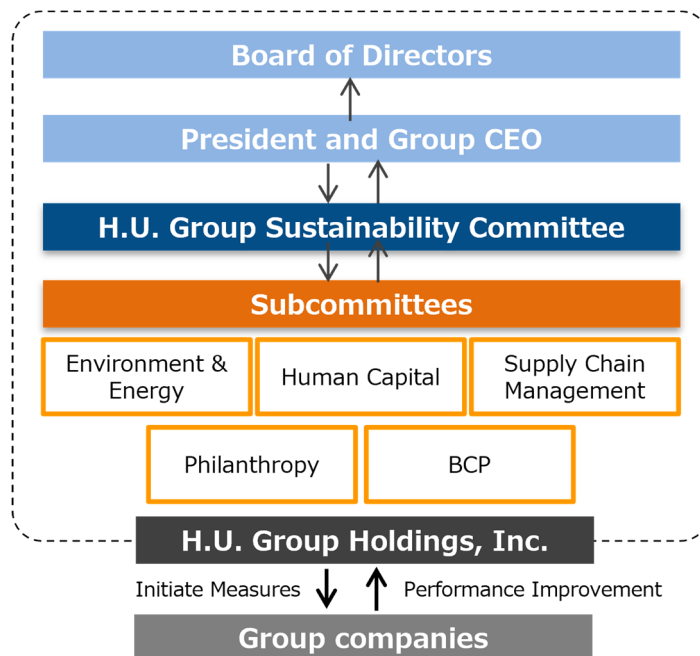 Board of Directors
President and Group CEO
H.U. Group Sustainability Committee
Subcommittees
Environment &
Energy
Human Capital
Supply Chain
Management
Philanthropy
BCP
H.U. Group Holdings, Inc.
Initiate Measures
Performance Improvement
Group companies